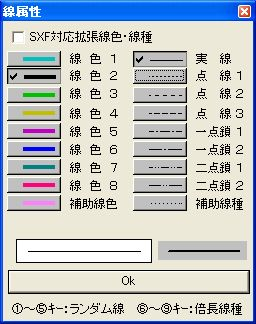 線属性
SXF対応拡張線色・線種
線 色 1 実 線
線 色 2 点 線 1
線 色 3 点 線 2
線 色 4 点 線 3
線 色 5 一点鎖 1
線 色 6 一点鎖 2
線 色 7 二点鎖 1
線 色 8 二点鎖 2
補助線色 補助線種
Ok
①～⑤キー:ランダム線 ⑥～⑨キー:倍長線種